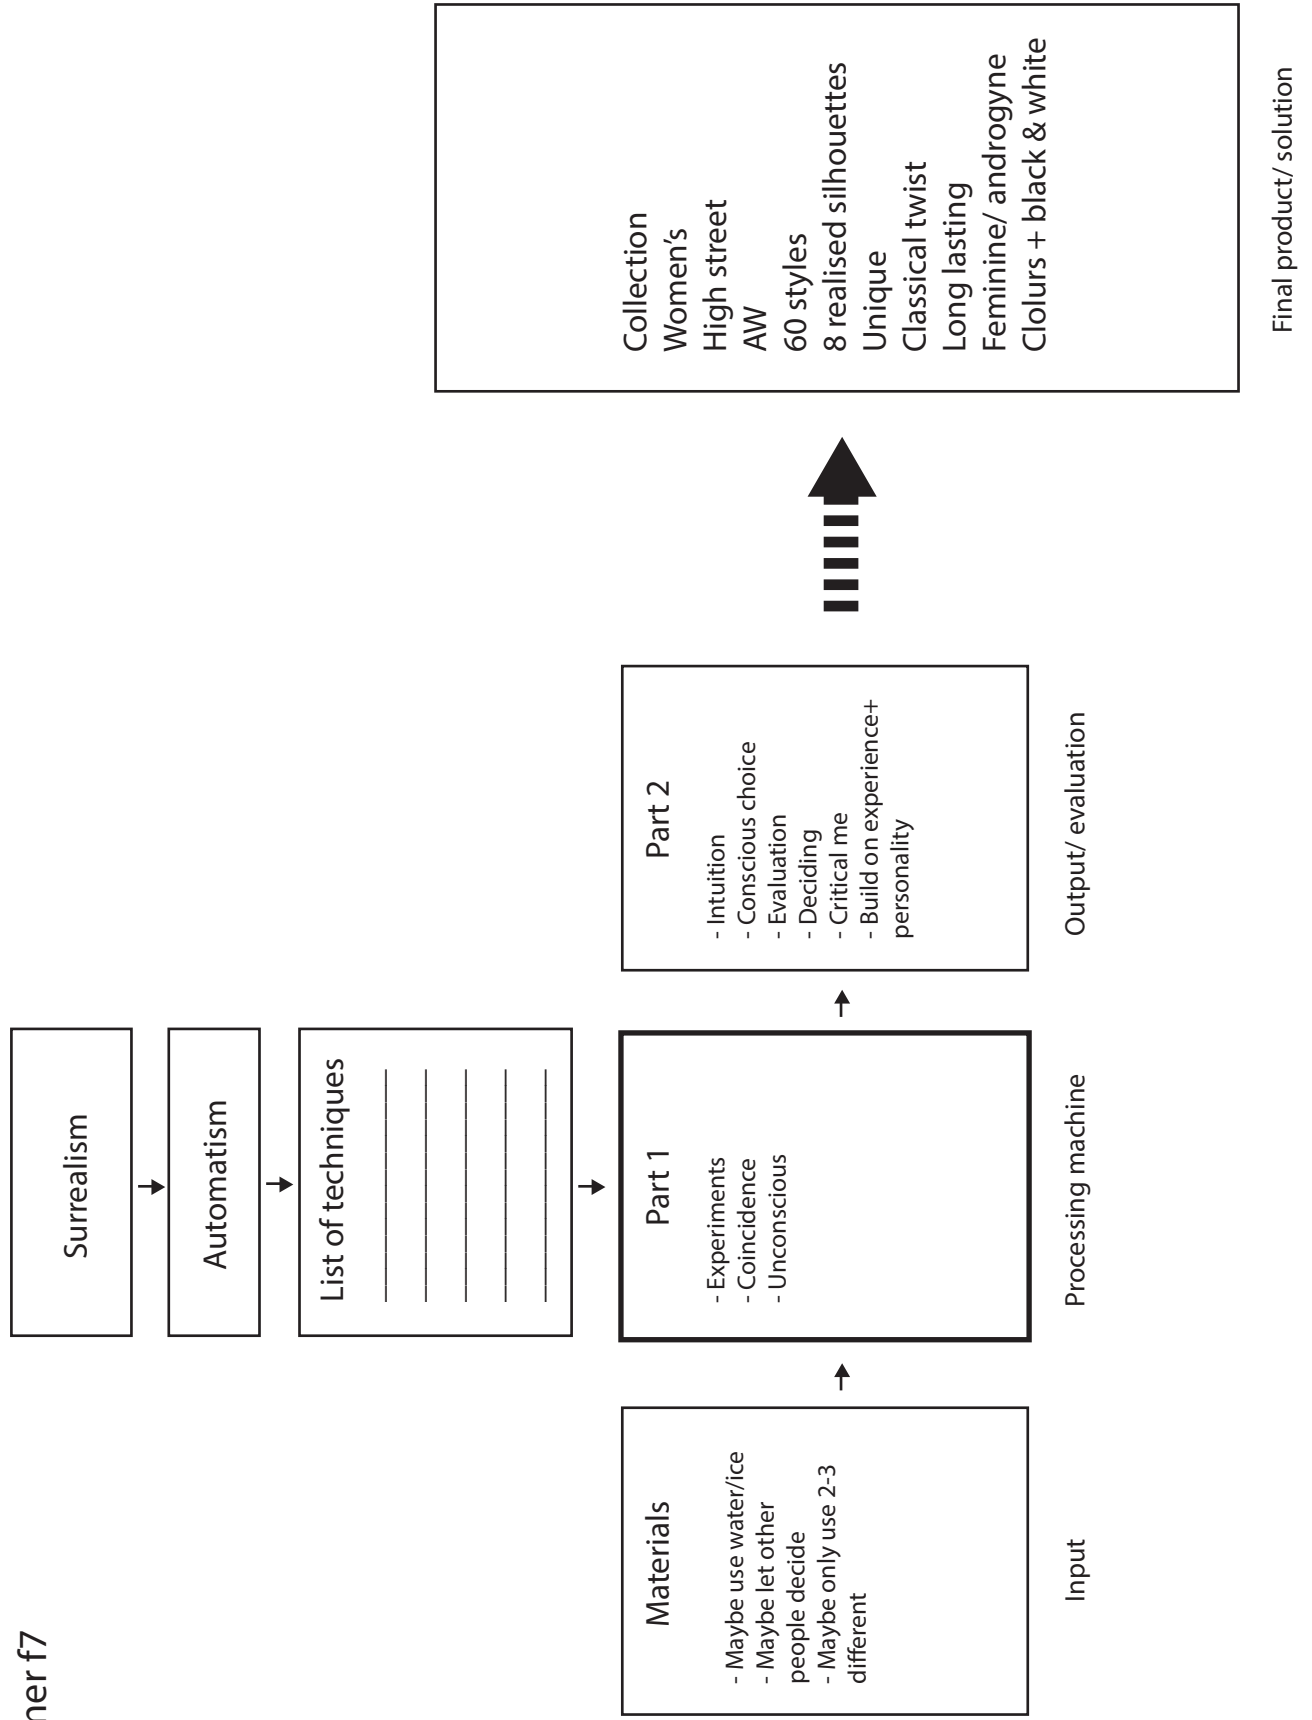 ner f7
Surrealism
Automatism
List of techniques
Materials
- Maybe use water/ice
- Maybe let other
people decide
- Maybe only use 2-3
different
Input
Part 1
- Experiments
- Coincidence
- Unconscious
Processing machine
Part 2
- Intuition
- Conscious choice
- Evaluation
- Deciding
- Critical me
- Build on experience+
personality
Output/ evaluation
Collection
Women's
High street
AW
60 styles
8 realised silhouettes
Unique
Classical twist
Long lasting
Feminine/ androgyne
Clolurs + black & white
Final product/ solution